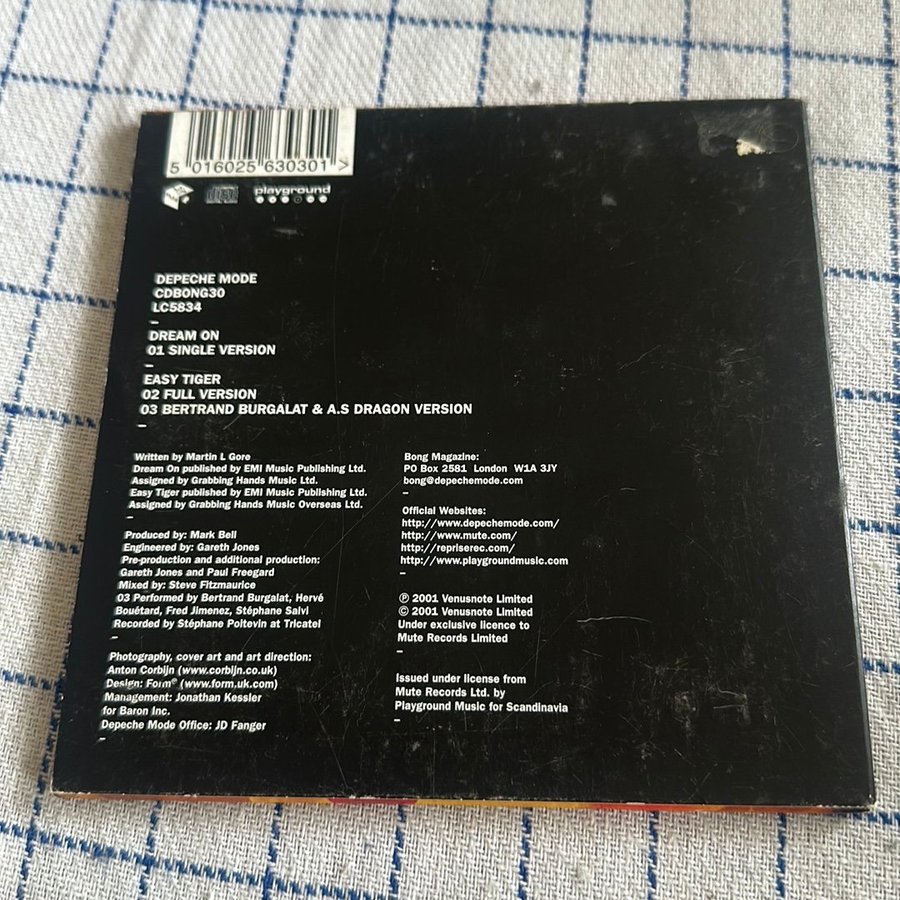 5 016025 630301 >
playground
DEPECHE MODE
CDBONG30
LC5834
–
DREAM ON
01 SINGLE VERSION
–
EASY TIGER
02 FULL VERSION
03 BERTRAND BURGALAT & A.S DRAGON VERSION
–
Written by Martin L Gore
Dream On published by EMI Music Publishing Ltd.
Assigned by Grabbing Hands Music Ltd.
Easy Tiger published by EMI Music Publishing Ltd.
Assigned by Grabbing Hands Music Overseas Ltd.
–
Produced by: Mark Bell
Engineered by: Gareth Jones
Pre-production and additional production:
Gareth Jones and Paul Freegard
Mixed by: Steve Fitzmaurice
03 Performed by Bertrand Burgalat, Hervé
Bouétard, Fred Jimenez, Stéphane Salvi
Recorded by Stéphane Poitevin at Tricatel
–
Photography, cover art and art direction:
Anton Corbijn (www.corbijn.co.uk)
Design: Form© (www.form.uk.com)
Management: Jonathan Kessler
for Baron Inc.
Depeche Mode Office: JD Fanger
–
Bong Magazine:
PO Box 2581 London W1A 3JY
bong@depechemode.com
–
Official Websites:
http://www.depechemode.com/
http://www.mute.com/
http://repriserec.com/
http://www.playgroundmusic.com
–
℗ 2001 Venusnote Limited
© 2001 Venusnote Limited
Under exclusive licence to
Mute Records Limited
–
Issued under license from
Mute Records Ltd. by
Playground Music for Scandinavia
–